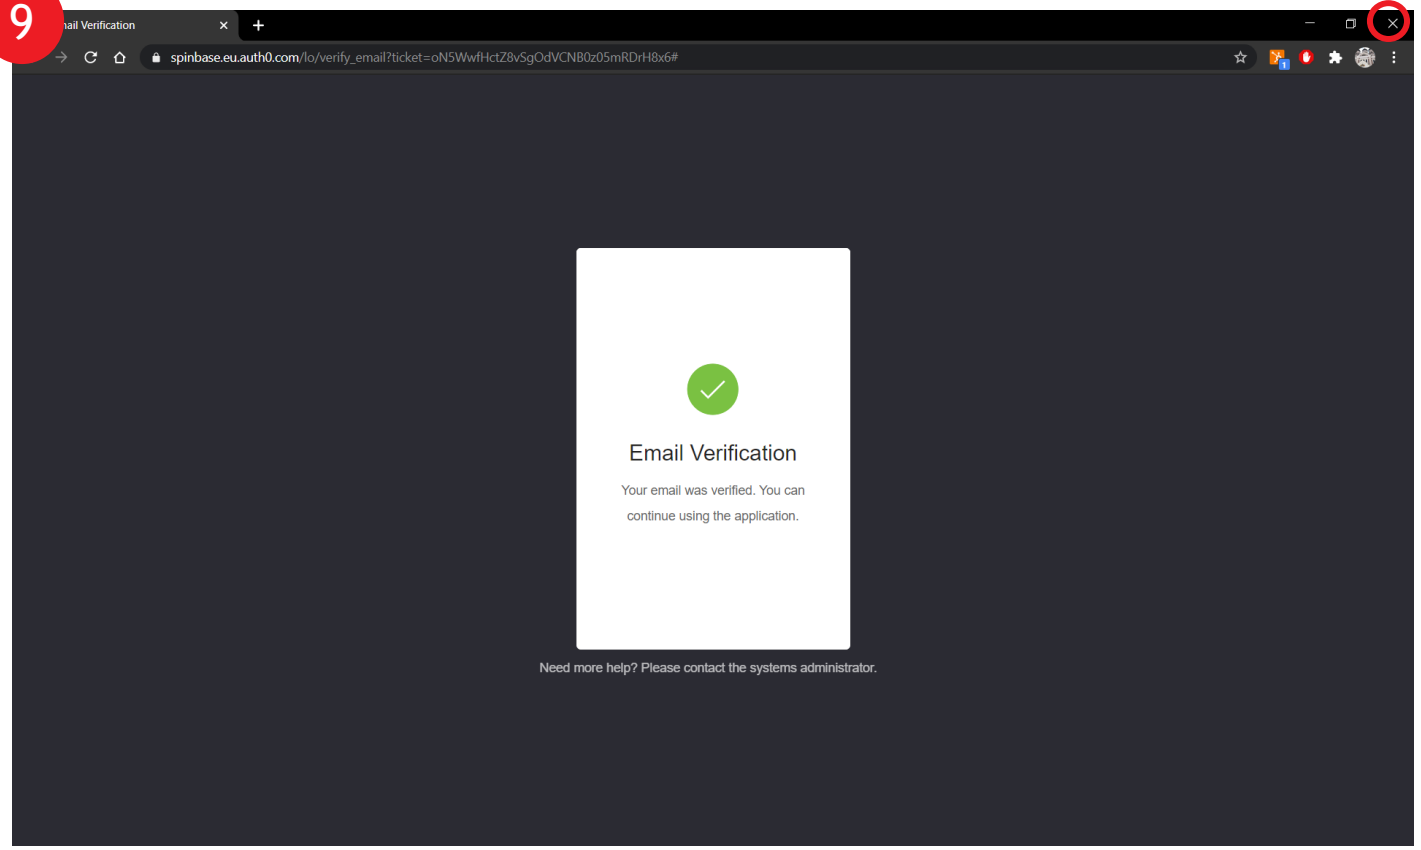 9
ail Verification
spinbase.eu.auth0.com/lo/verify_email?ticket=oN5WwfHctZ8vSgOdVCNB0z05mRDrH8x6#
1
Email Verification
Your email was verified. You can
continue using the application.
Need more help? Please contact the systems administrator.